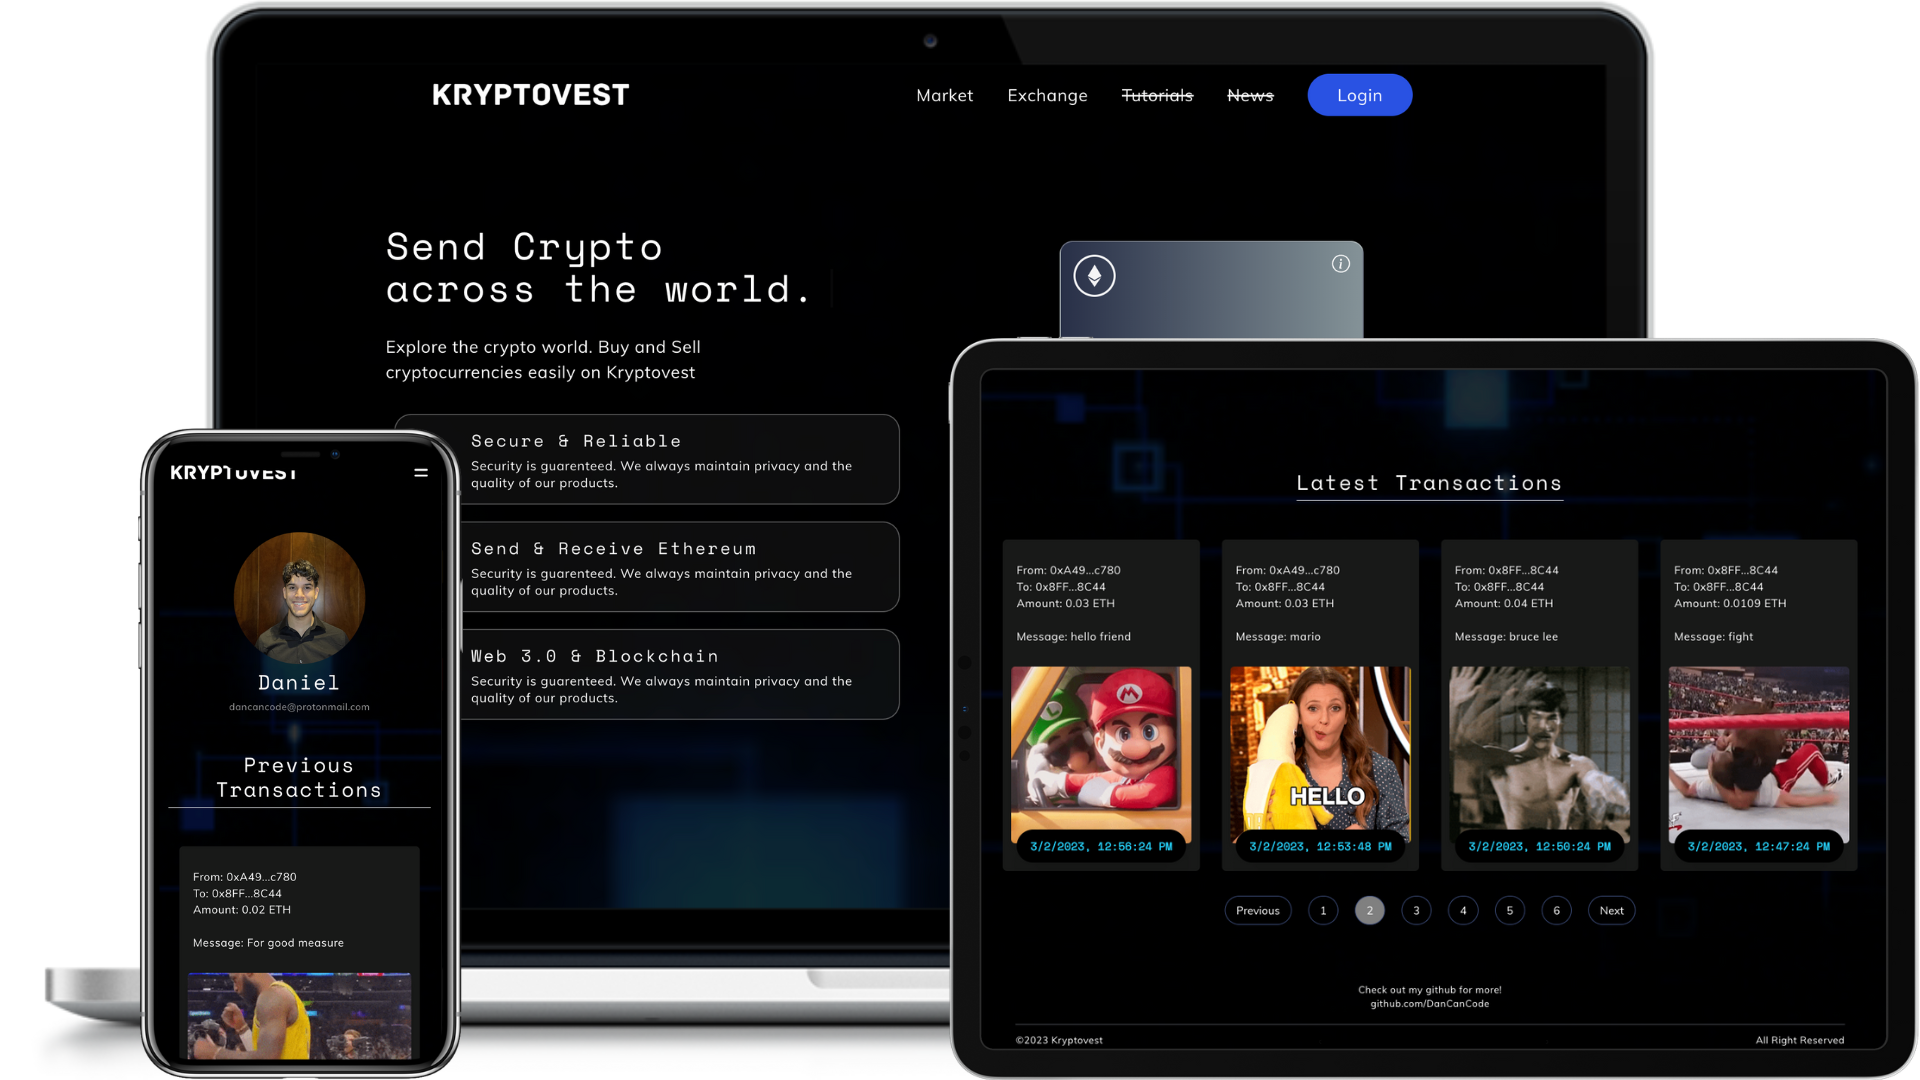 KRYPTOVEST
Market Exchange Tutorials News Login
Send Crypto
across the world.
Explore the crypto world. Buy and Sell
cryptocurrencies easily on Kryptovest
Secure & Reliable
Security is guarenteed. We always maintain privacy and the
quality of our products.
Send & Receive Ethereum
Security is guarenteed. We always maintain privacy and the
quality of our products.
Web 3.0 & Blockchain
Security is guarenteed. We always maintain privacy and the
quality of our products.
KRYPTOVEST
Daniel
dancancode@protonmail.com
Previous
Transactions
From: 0xA49...c780
To: 0x8FF...8C44
Amount: 0.02 ETH
Message: For good measure
Latest Transactions
From: 0xA49...c780
To: 0x8FF...8C44
Amount: 0.03 ETH
Message: hello friend
M
3/2/2023, 12:56:24 PM
From: 0xA49...c780
To: 0x8FF...8C44
Amount: 0.03 ETH
Message: mario
HELLO
3/2/2023, 12:53:48 PM
From: 0x8FF...8C44
To: 0x8FF...8C44
Amount: 0.04 ETH
Message: bruce lee
3/2/2023, 12:50:24 PM
From: 0x8FF...8C44
To: 0x8FF...8C44
Amount: 0.0109 ETH
Message: fight
3/2/2023, 12:47:24 PM
Previous 1 2 3 4 5 6 Next
Check out my github for more!
github.com/DanCanCode
©2023 Kryptovest All Right Reserved